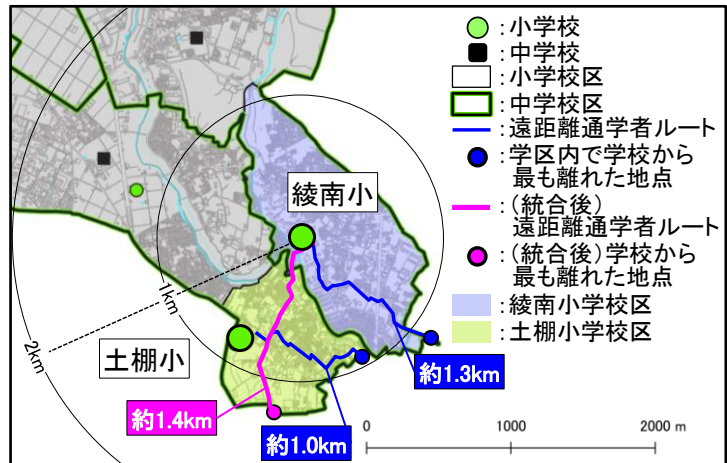 :小学校
:中学校
:小学校区
:中学校区
:遠距離通学者ルート
:学区内で学校から
最も離れた地点
:(統合後)
遠距離通学者ルート
:(統合後)学校から
最も離れた地点
:綾南小学校区
:土棚小学校区
綾南小
1km
2km
土棚小
約1.3km
約1.4km
約1.0km
0 1000 2000 m